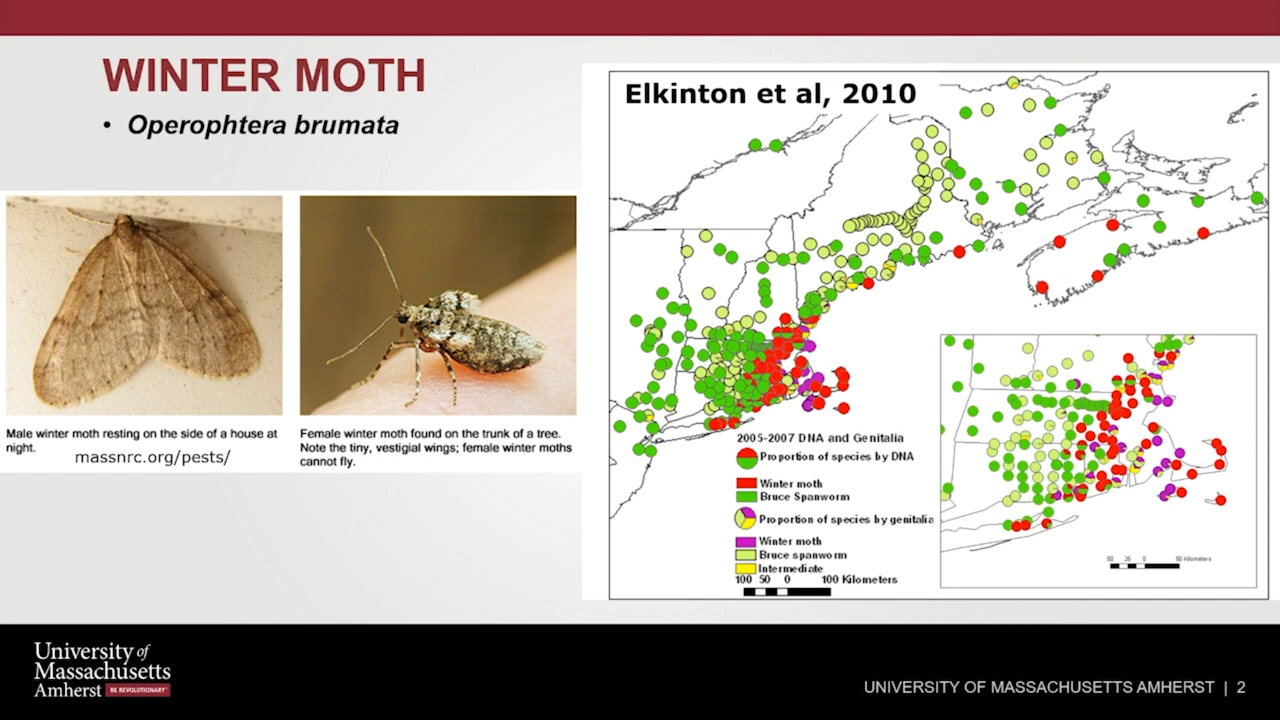 WINTER MOTH
• Operophtera brumata
Male winter moth resting on the side of a house at
night.
massnrc.org/pests/
Female winter moth found on the trunk of a tree.
Note the tiny, vestigial wings; female winter moths
cannot fly.
Elkinton et al, 2010
2005-2007 DNA and Genitalia
Proportion of species by DNA
Winter moth
Bruce Spanworm
Proportion of species by genitalia
Winter moth
Bruce spanworm
Intermediate
100 50 0 100 Kilometers
50 25 0 50 Kilometers
University of
Massachusetts
Amherst BE REVOLUTIONARY™
UNIVERSITY OF MASSACHUSETTS AMHERST | 2